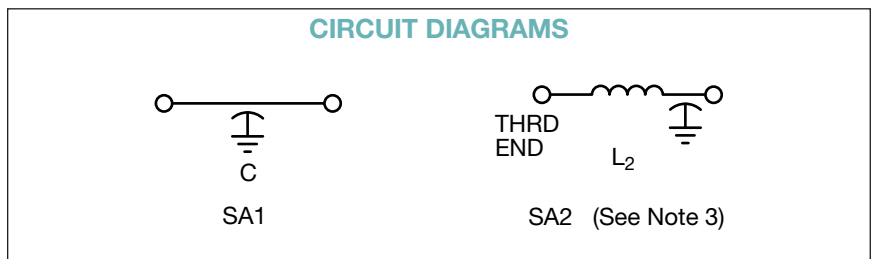 CIRCUIT DIAGRAMS
C
SA1
THRD
END
L₂
SA2 (See Note 3)